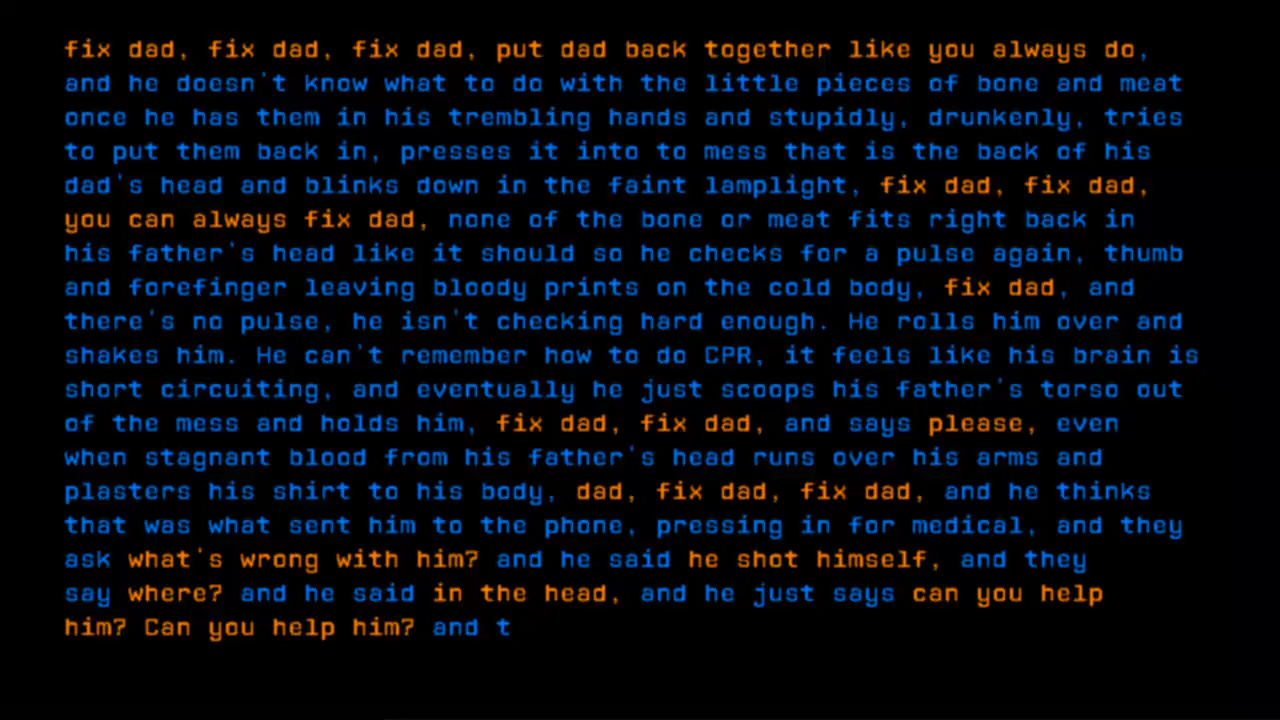 fix dad, fix dad, fix dad, put dad back together like you always do,
and he doesn't know what to do with the little pieces of bone and meat
once he has them in his trembling hands and stupidly, drunkenly, tries
to put them back in, presses it into to mess that is the back of his
dad's head and blinks down in the faint lamplight, fix dad, fix dad,
you can always fix dad, none of the bone or meat fits right back in
his father's head like it should so he checks for a pulse again, thumb
and forefinger leaving bloody prints on the cold body, fix dad, and
there's no pulse, he isn't checking hard enough. He rolls him over and
shakes him. He can't remember how to do CPR, it feels like his brain is
short circuiting, and eventually he just scoops his father's torso out
of the mess and holds him, fix dad, fix dad, and says please, even
when stagnant blood from his father's head runs over his arms and
plasters his shirt to his body, dad, fix dad, fix dad, and he thinks
that was what sent him to the phone, pressing in for medical, and they
ask what's wrong with him? and he said he shot himself, and they
say where? and he said in the head, and he just says can you help
him? Can you help him? and t